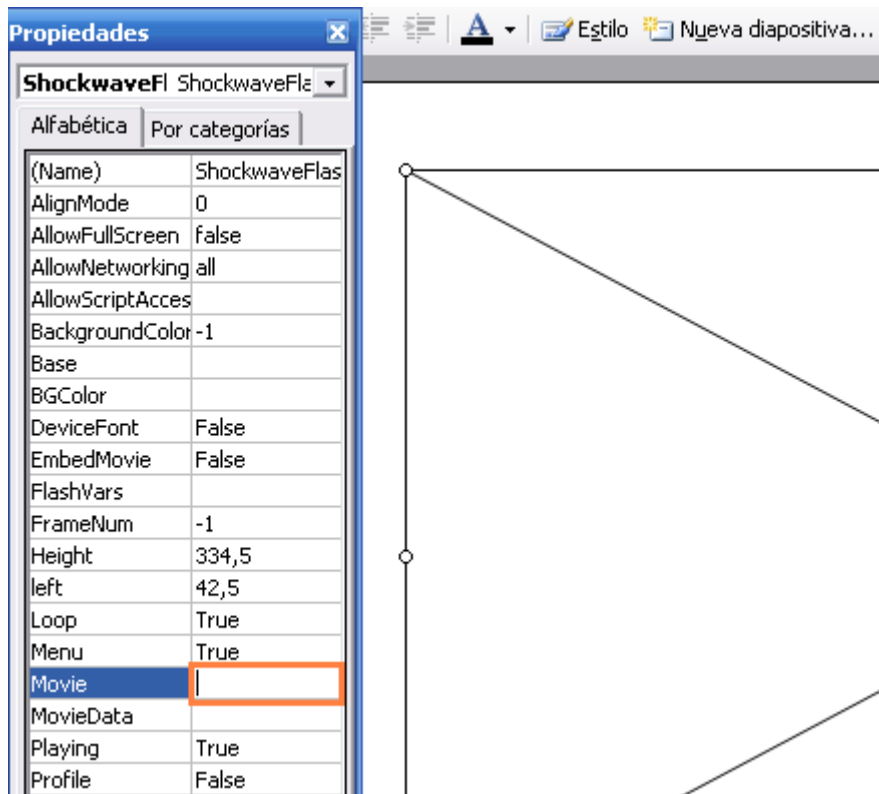 Propiedades
A Estilo Nueva diapositiva...
ShockwaveFl ShockwaveFla
Alfabética Por categorías
(Name) ShockwaveFlas
AlignMode 0
AllowFullScreen false
AllowNetworking all
AllowScriptAcces
BackgroundColor -1
Base
BGColor
DeviceFont False
EmbedMovie False
FlashVars
FrameNum -1
Height 334,5
left 42,5
Loop True
Menu True
Movie
MovieData
Playing True
Profile False